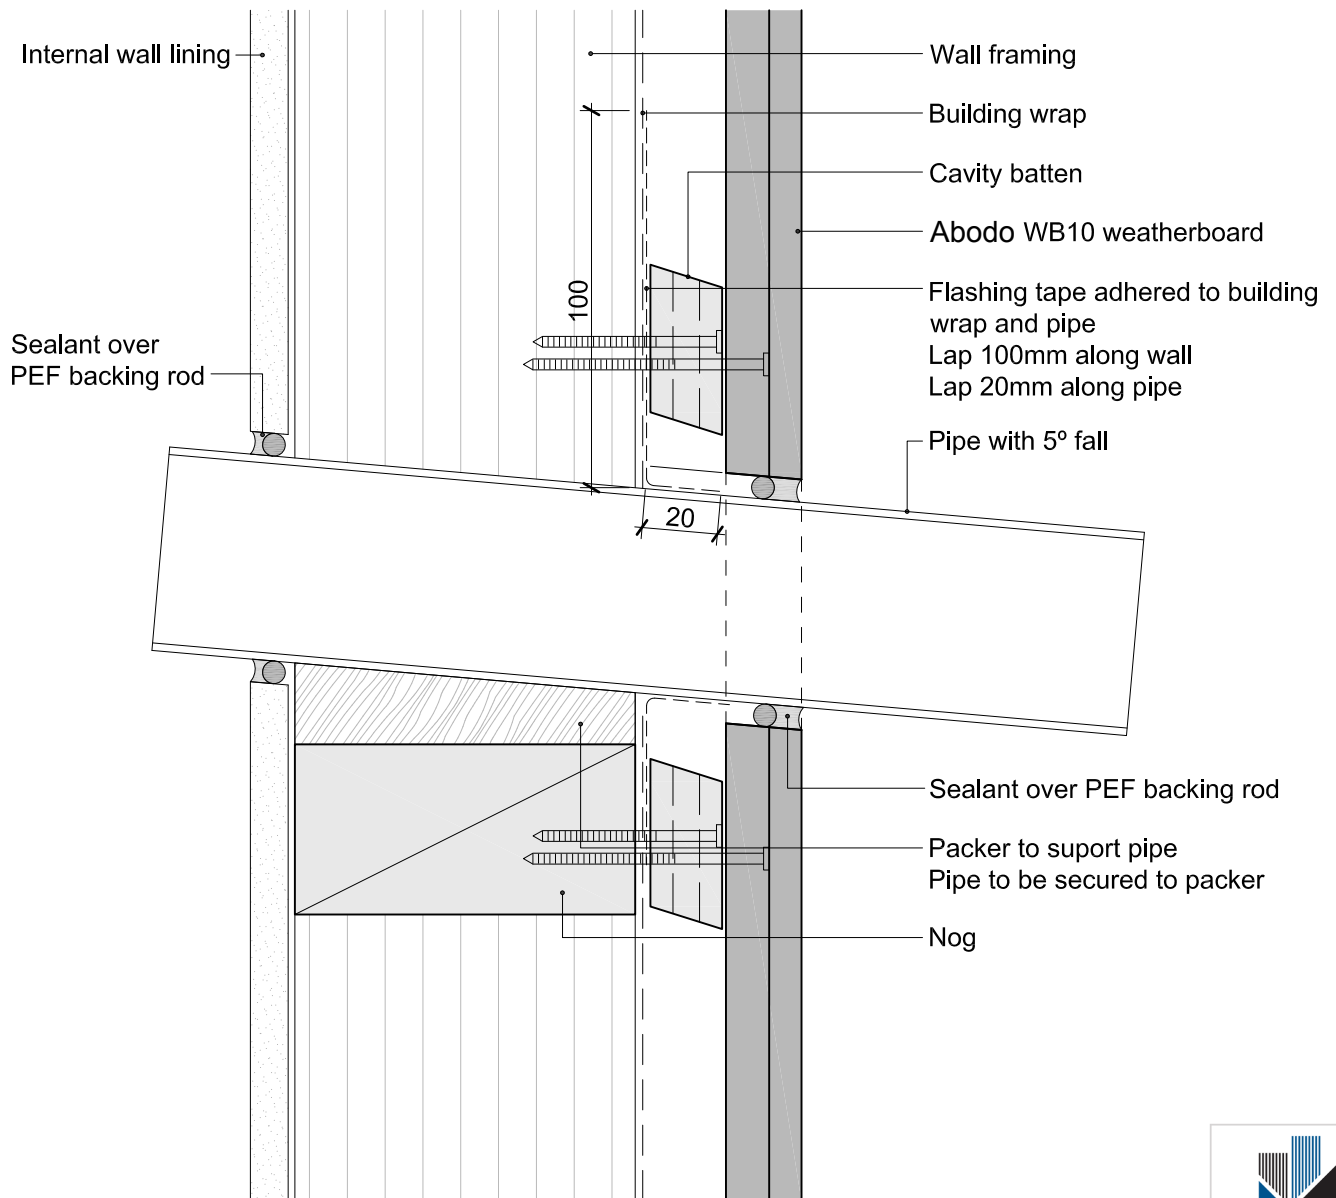 Internal wall lining
Wall framing
Building wrap
Cavity batten
Abodo WB10 weatherboard
Flashing tape adhered to building
wrap and pipe
Lap 100mm along wall
Lap 20mm along pipe
100
Sealant over
PEF backing rod
Pipe with 5º fall
20
Sealant over PEF backing rod
Packer to suport pipe
Pipe to be secured to packer
Nog